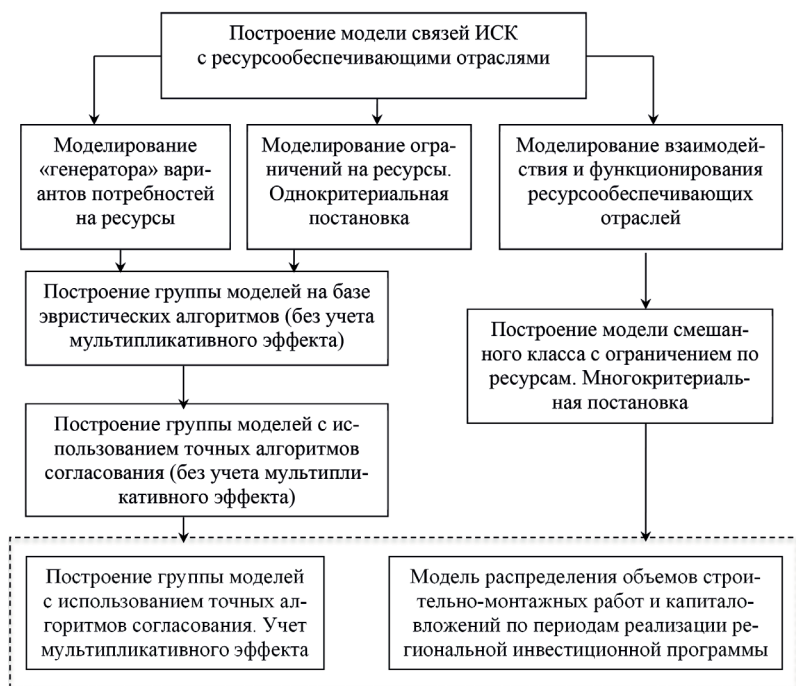 Построение модели связей ИСК
с ресурсообеспечивающими отраслями
Моделирование
«генератора» вари-
антов потребностей
на ресурсы
Моделирование огра-
ничений на ресурсы.
Однокритериальная
постановка
Моделирование взаимодей-
ствия и функционирования
ресурсообеспечивающих
отраслей
Построение группы моделей на базе
эвристических алгоритмов (без учета
мультипликативного эффекта)
Построение модели смешан-
ного класса с ограничением по
ресурсам. Многокритериаль-
ная постановка
Построение группы моделей с ис-
пользованием точных алгоритмов
согласования (без учета мультипли-
кативного эффекта)
Построение группы моделей
с использованием точных ал-
горитмов согласования. Учет
мультипликативного эффекта
Модель распределения объемов строи-
тельно-монтажных работ и капитало-
вложений по периодам реализации ре-
гиональной инвестиционной программы